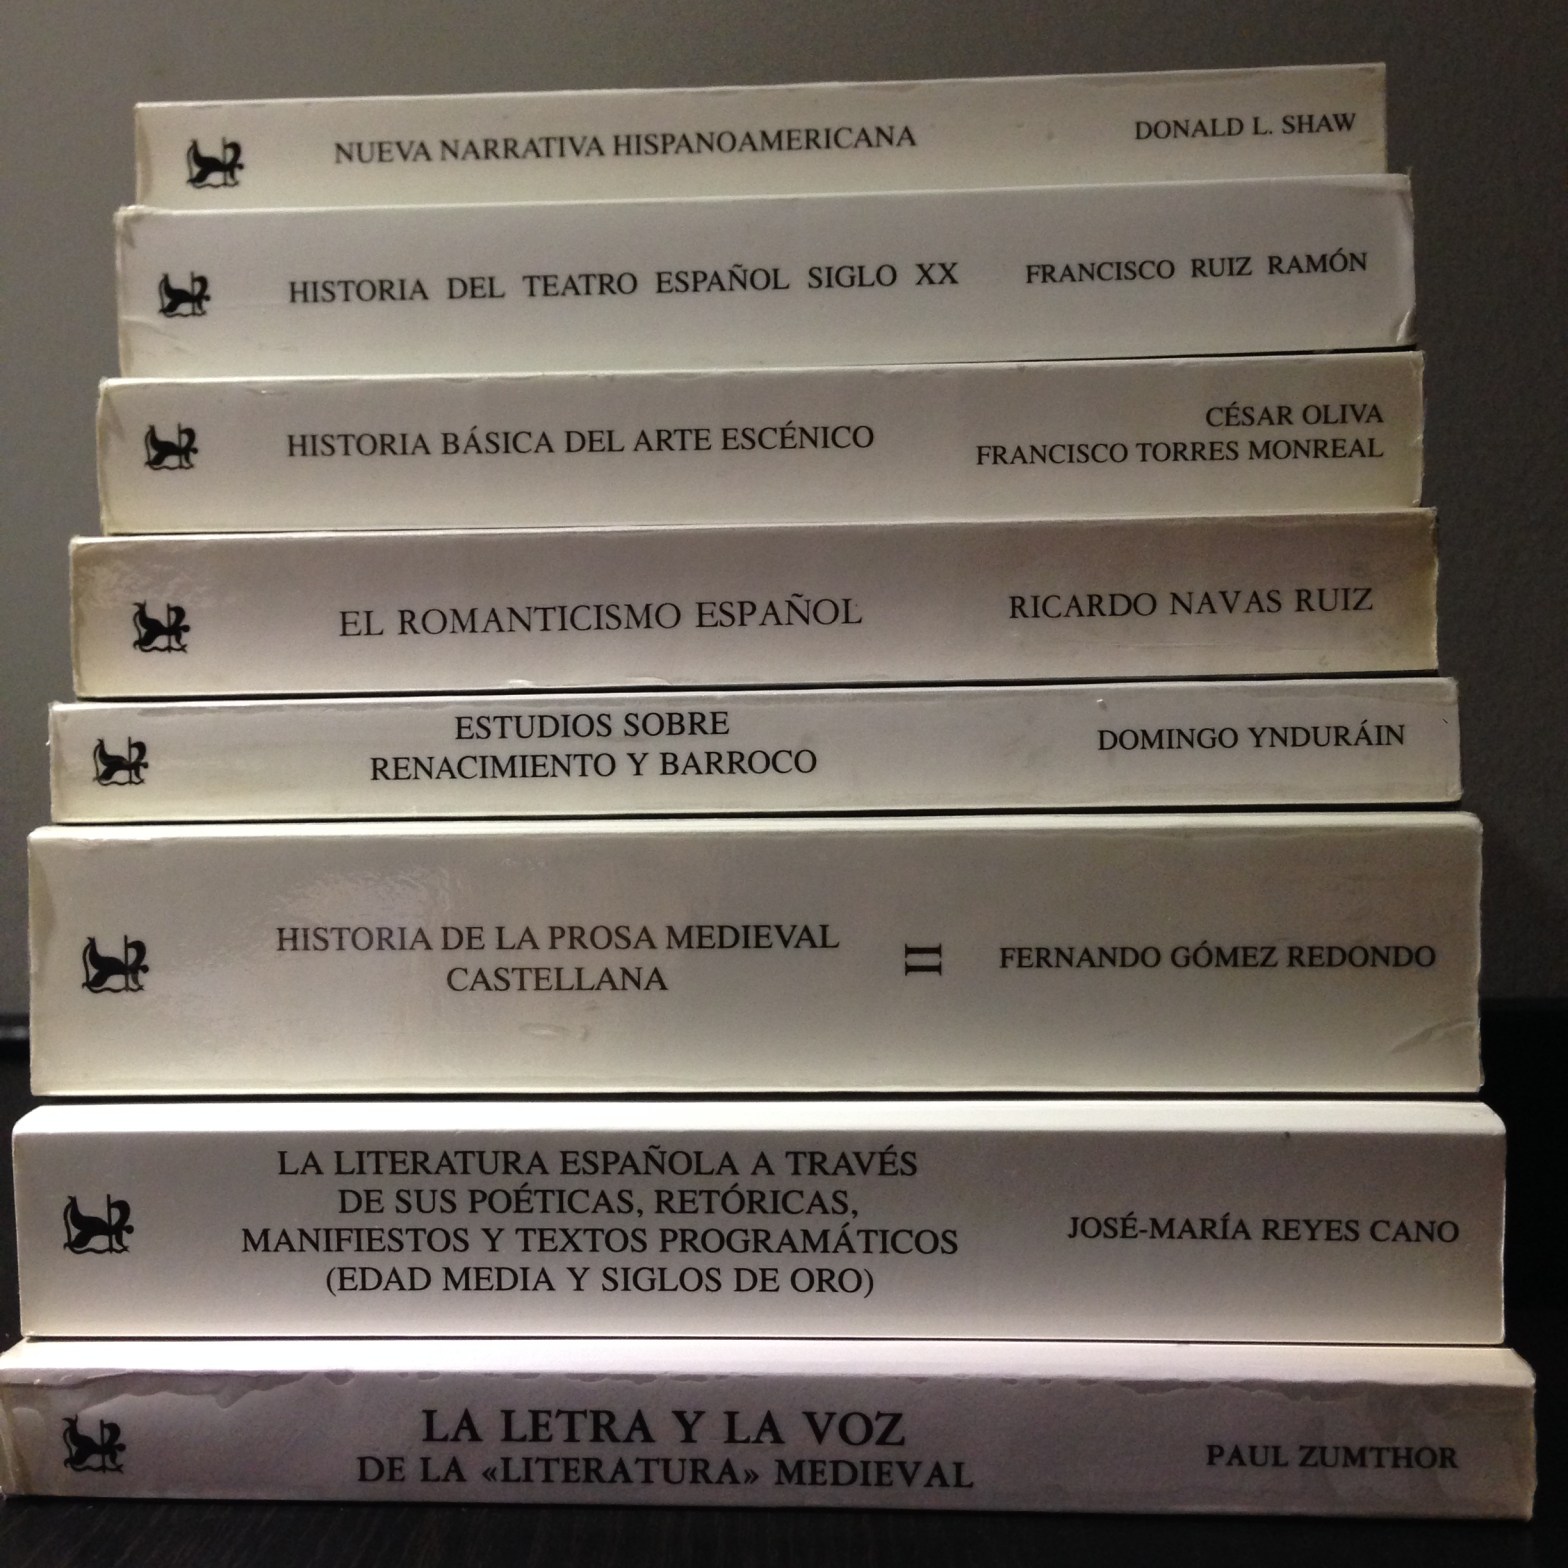 NUEVA NARRATIVA HISPANOAMERICANA
DONALD L. SHAW
HISTORIA DEL TEATRO ESPAÑOL SIGLO XX
FRANCISCO RUIZ RAMÓN
HISTORIA BÁSICA DEL ARTE ESCÉNICO
CÉSAR OLIVA
FRANCISCO TORRES MONREAL
EL ROMANTICISMO ESPAÑOL
RICARDO NAVAS RUIZ
ESTUDIOS SOBRE
RENACIMIENTO Y BARROCO
DOMINGO YNDURÁIN
HISTORIA DE LA PROSA MEDIEVAL
CASTELLANA
II
FERNANDO GÓMEZ REDONDO
LA LITERATURA ESPAÑOLA A TRAVÉS
DE SUS POÉTICAS, RETÓRICAS,
MANIFIESTOS Y TEXTOS PROGRAMÁTICOS
(EDAD MEDIA Y SIGLOS DE ORO)
JOSÉ-MARÍA REYES CANO
LA LETRA Y LA VOZ
DE LA «LITERATURA» MEDIEVAL
PAUL ZUMTHOR